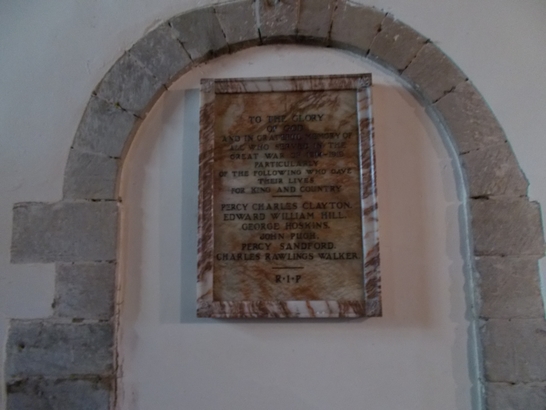 TO THE GLORY
OF GOD
AND IN GRATEFUL MEMORY OF
ALL WHO SERVED IN THE
GREAT WAR
PARTICULARLY
OF THE FOLLOWING WHO GAVE
THEIR LIVES
FOR KING AND COUNTRY
PERCY CHARLES CLAYTON.
EDWARD WILLIAM HILL.
GEORGE HOSKINS.
JOHN PUGH.
PERCY SANDFORD.
CHARLES RAWLINGS WALKER.
R·I·P